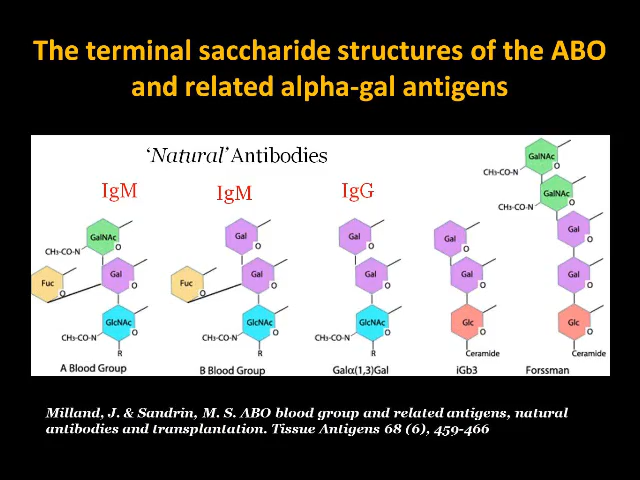 The terminal saccharide structures of the ABO
and related alpha-gal antigens
'Natural' Antibodies
IgM
IgM
IgG
GalNAc
O
CH3-CO-N
Fuc
O
Gal
O
GlcNAc
O
CH3-CO-N
R
A Blood Group
Gal
O
Fuc
O
Gal
O
GlcNAc
O
CH3-CO-N
R
B Blood Group
Gal
O
Gal
O
GlcNAc
O
CH3-CO-N
R
Galα(1,3)Gal
Gal
O
Gal
O
Glc
O
Ceramide
iGb3
GalNAc
O
CH3-CO-N
GalNAc
O
CH3-CO-N
Gal
O
Gal
O
Glc
O
Ceramide
Forssman
Milland, J. & Sandrin, M. S. ABO blood group and related antigens, natural
antibodies and transplantation. Tissue Antigens 68 (6), 459-466